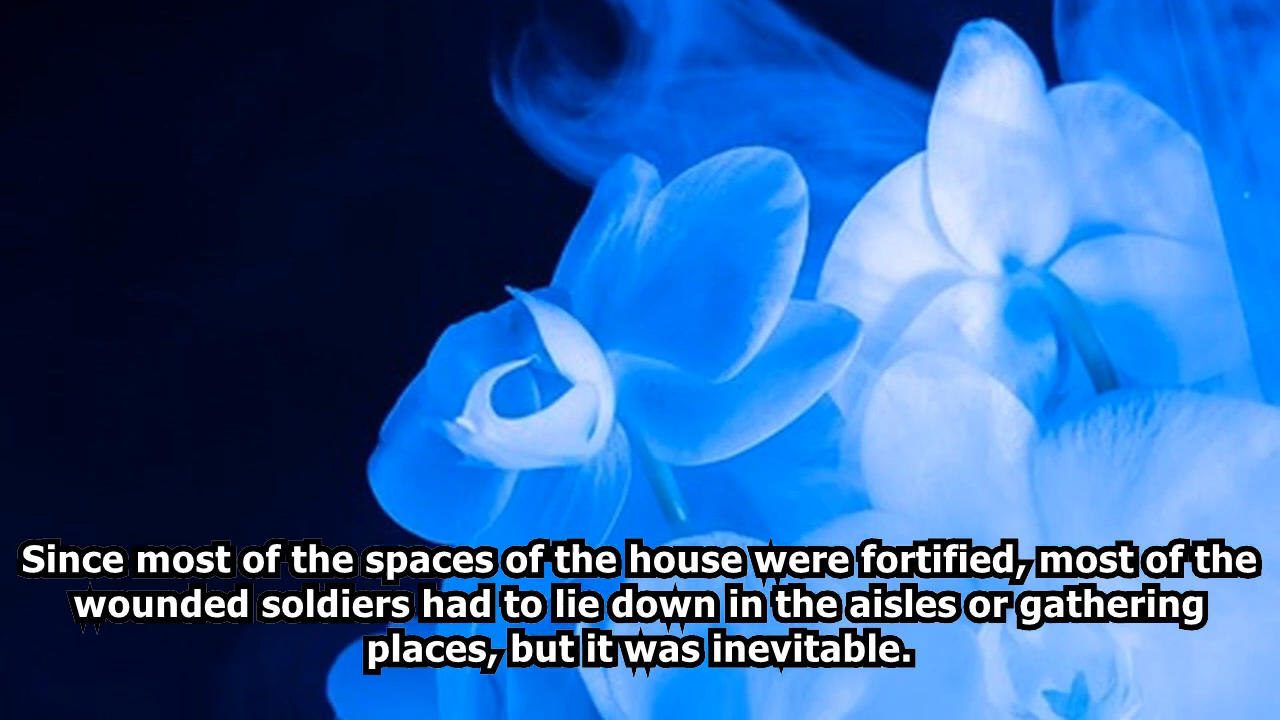 Since most of the spaces of the house were fortified, most of the
wounded soldiers had to lie down in the aisles or gathering
places, but it was inevitable.